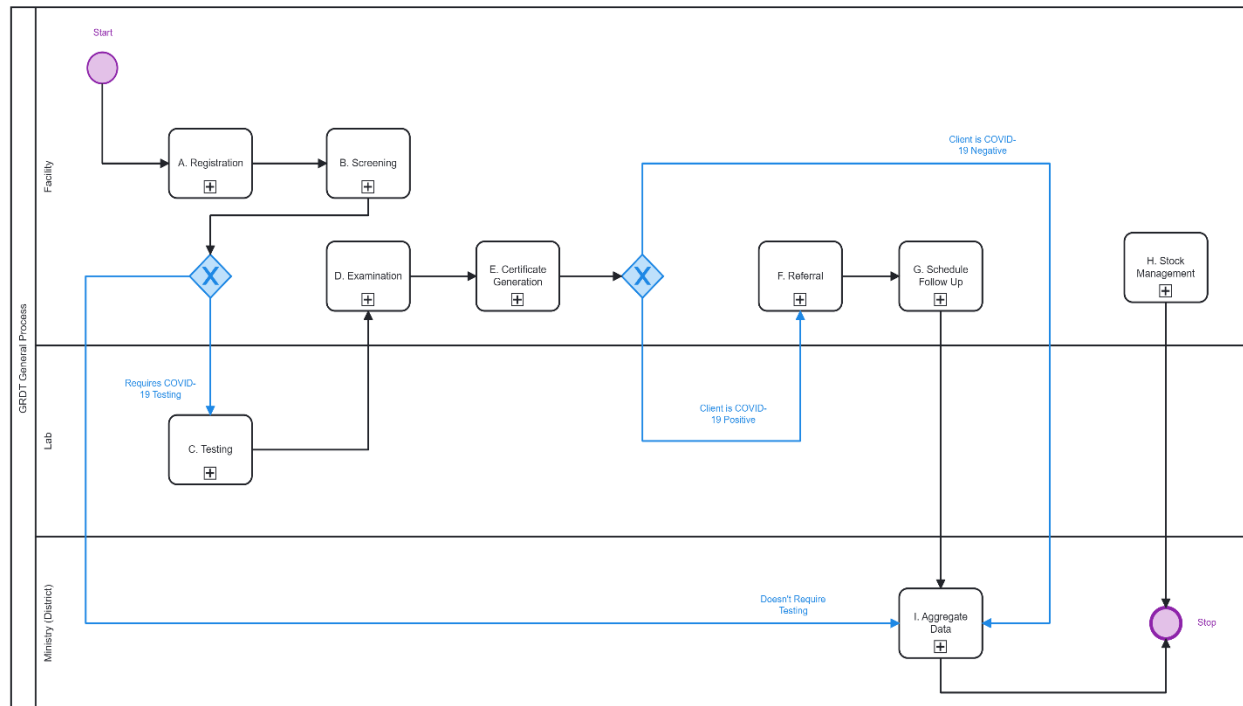 Start
GRDT General Process
Facility
A. Registration
B. Screening
Client is COVID-
19 Negative
X
D. Examination
E. Certificate
Generation
X
F. Referral
G. Schedule
Follow Up
H. Stock
Management
Lab
Requires COVID-
19 Testing
C. Testing
Client is COVID-
19 Positive
Ministry (District)
Doesn't Require
Testing
I. Aggregate
Data
Stop